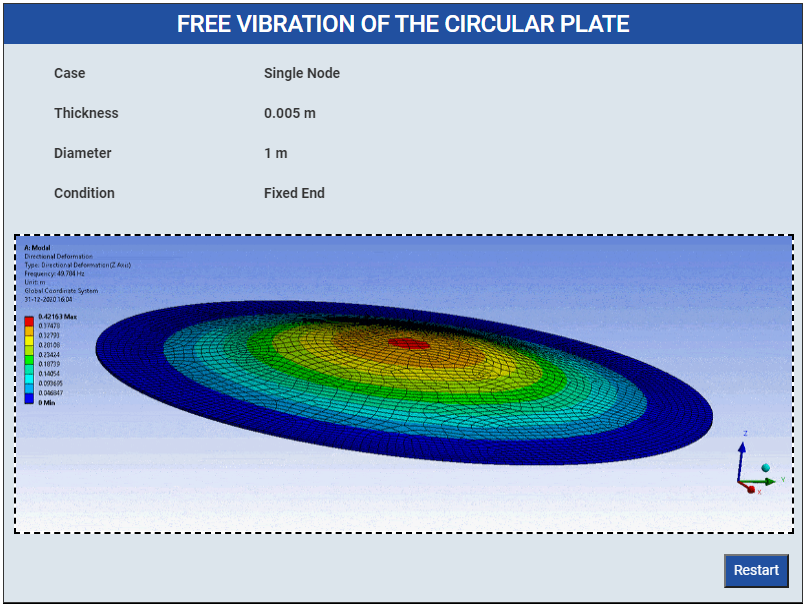 FREE VIBRATION OF THE CIRCULAR PLATE
Case Single Node
Thickness 0.005 m
Diameter 1 m
Condition Fixed End
A: Modal
Directional Deformation
Type: Directional Deformation(Z Axis)
Frequency: 49.704 Hz
Unit: m
Global Coordinate System
31-12-2020 16:04
0.42163 Max
0.37478
0.32793
0.28108
0.23424
0.18739
0.14054
0.093695
0.046847
0 Min
Z
Y
X
Restart